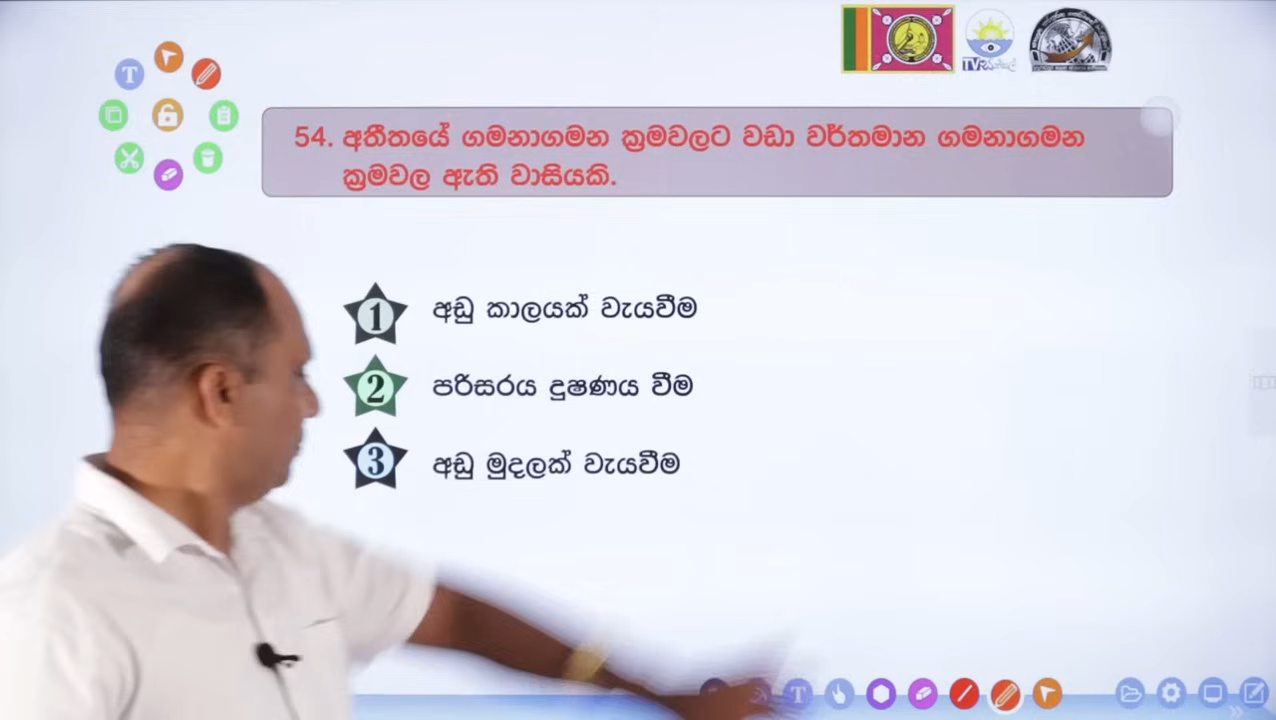 TV
54. අතීතයේ ගමනාගමන ක්‍රමවලට වඩා වර්තමාන ගමනාගමන
ක්‍රමවල ඇති වාසියකි.
1 අඩු කාලයක් වැයවීම
2 පරිසරය දූෂණය වීම
3 අඩු මුදලක් වැයවීම